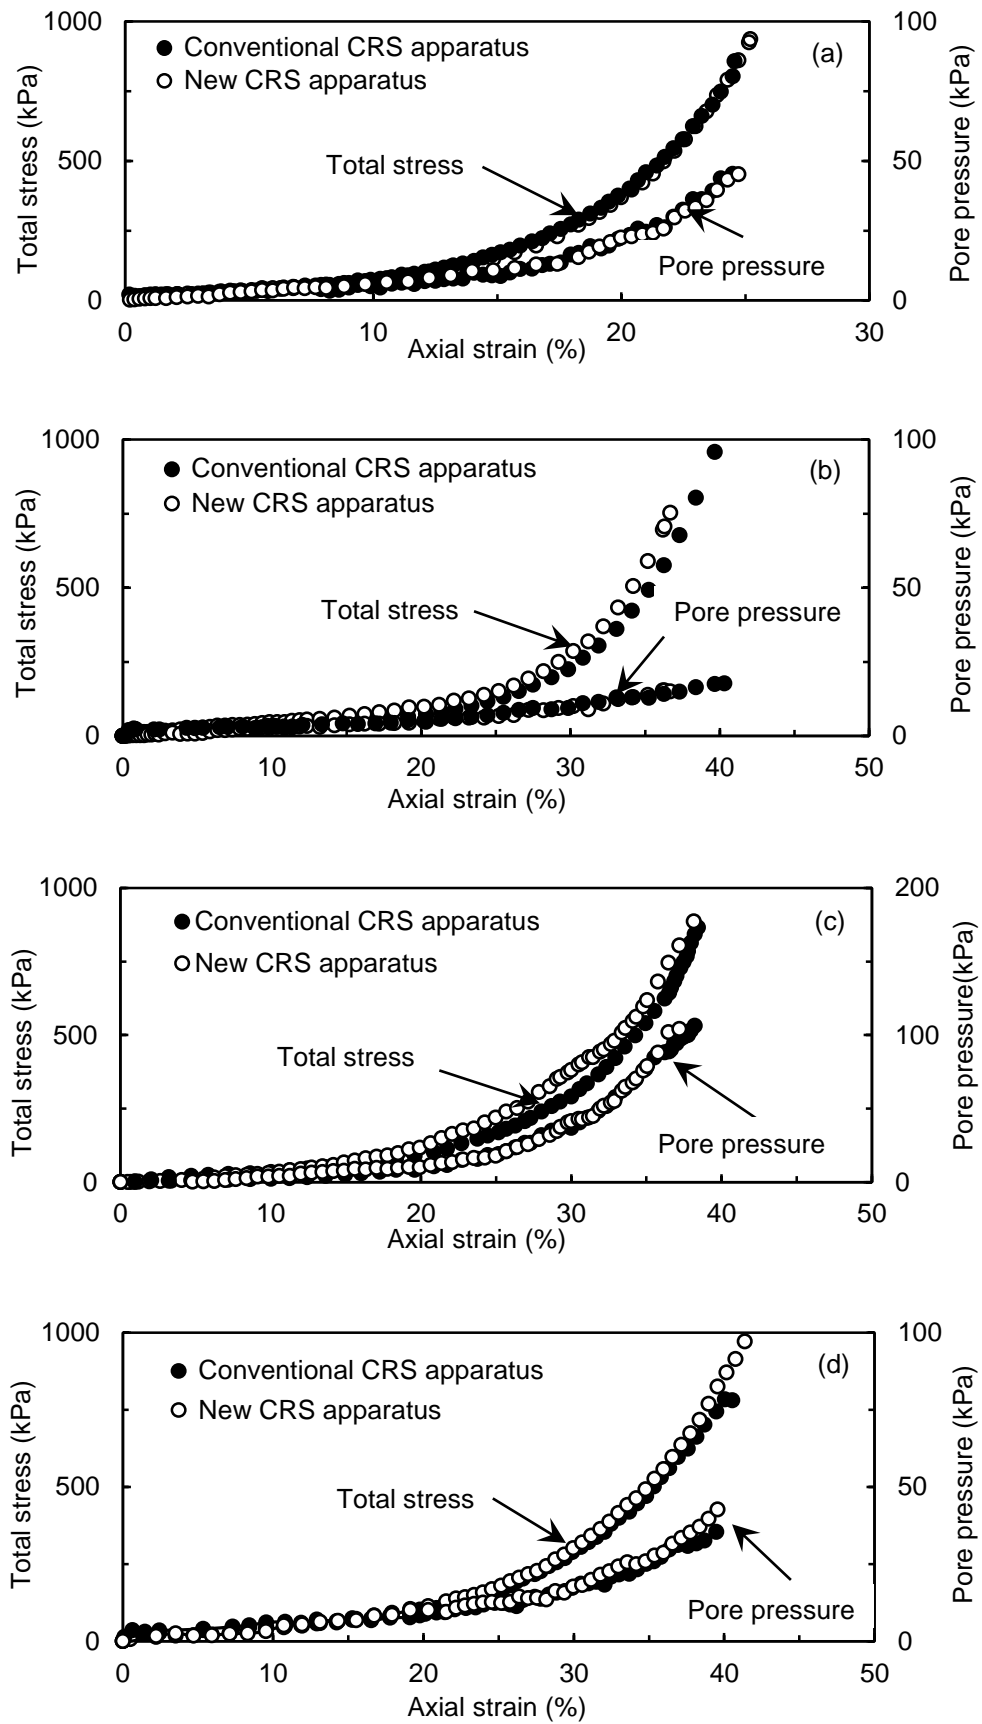 1000
100
Conventional CRS apparatus
(a)
New CRS apparatus
Total stress (kPa)
Pore pressure (kPa)
Total stress
500
50
Pore pressure
0
0
0
10
20
30
Axial strain (%)
1000
100
Conventional CRS apparatus
(b)
New CRS apparatus
Total stress (kPa)
Pore pressure (kPa)
500
50
Total stress
Pore pressure
0
0
0
10
20
30
40
50
Axial strain (%)
1000
200
Conventional CRS apparatus
(c)
New CRS apparatus
Total stress (kPa)
Pore pressure(kPa)
500
100
Total stress
Pore pressure
0
0
0
10
20
30
40
50
Axial strain (%)
1000
100
Conventional CRS apparatus
(d)
New CRS apparatus
Total stress (kPa)
Pore pressure (kPa)
500
50
Total stress
Pore pressure
0
0
0
10
20
30
40
50
Axial strain (%)